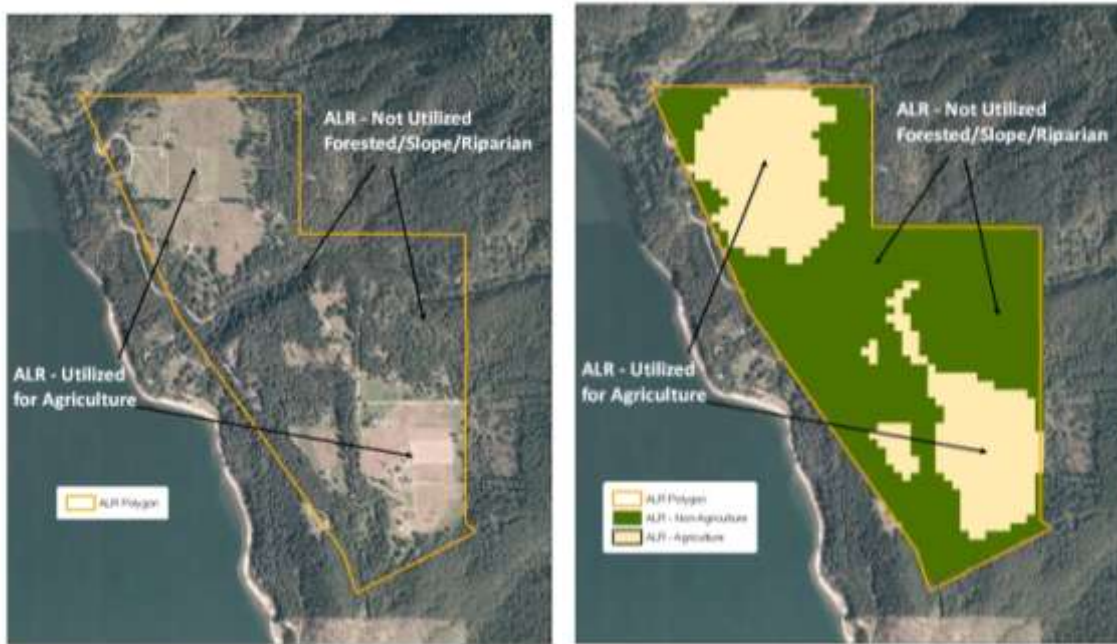 ALR - Not Utilized
Forested/Slope/Riparian
ALR - Utilized
for Agriculture
ALR Polygon
ALR - Not Utilized
Forested/Slope/Riparian
ALR - Utilized
for Agriculture
ALR Polygon
ALR - Non-Agriculture
ALR - Agriculture